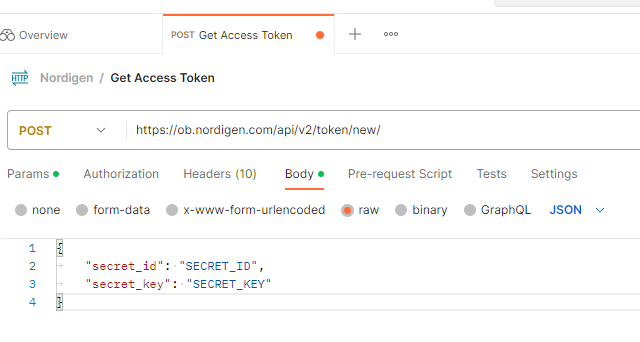 Overview POST Get Access Token
HTTP Nordigen / Get Access Token
POST https://ob.nordigen.com/api/v2/token/new/
Params Authorization Headers (10) Body Pre-request Script Tests Settings
none form-data x-www-form-urlencoded raw binary GraphQL JSON
1 {
2 "secret_id": "SECRET_ID",
3 "secret_key": "SECRET_KEY"
4 }